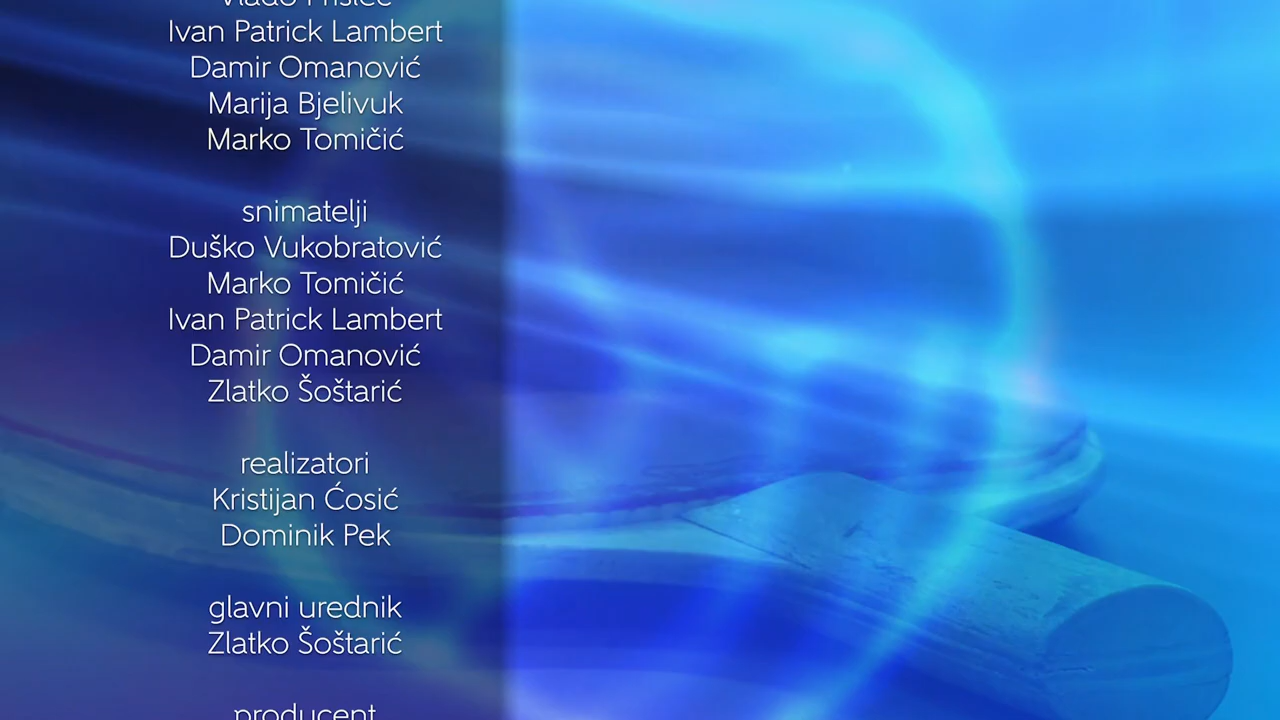 Ivan Patrick Lambert
Damir Omanović
Marija Bjelivuk
Marko Tomičić
snimatelji
Duško Vukobratović
Marko Tomičić
Ivan Patrick Lambert
Damir Omanović
Zlatko Šoštarić
realizatori
Kristijan Ćosić
Dominik Pek
glavni urednik
Zlatko Šoštarić
producent